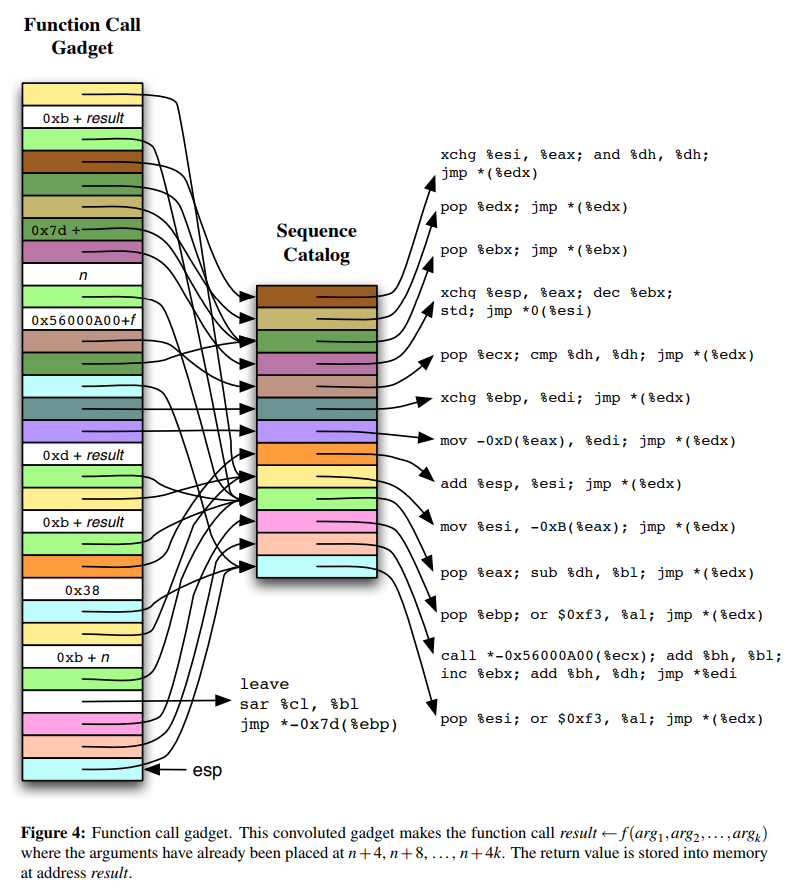 Function Call
Gadget
0xb + result
0x7d +
n
0x56000A00+f
0xd + result
0xb + result
0x38
0xb + n
esp
leave
sar %cl, %bl
jmp *-0x7d(%ebp)
Sequence
Catalog
xchg %esi, %eax; and %dh, %dh;
jmp *(%edx)
pop %edx; jmp *(%edx)
pop %ebx; jmp *(%ebx)
xchg %esp, %eax; dec %ebx;
std; jmp *0(%esi)
pop %ecx; cmp %dh, %dh; jmp *(%edx)
xchg %ebp, %edi; jmp *(%edx)
mov -0xD(%eax), %edi; jmp *(%edx)
add %esp, %esi; jmp *(%edx)
mov %esi, -0xB(%eax); jmp *(%edx)
pop %eax; sub %dh, %bl; jmp *(%edx)
pop %ebp; or $0xf3, %al; jmp *(%edx)
call *-0x56000A00(%ecx); add %bh, %bl;
inc %ebx; add %bh, %dh; jmp *%edi
pop %esi; or $0xf3, %al; jmp *(%edx)
Figure 4: Function call gadget. This convoluted gadget makes the function call result ← f(arg₁,arg₂,...,argₖ)
where the arguments have already been placed at n+4, n+8, ..., n+4k. The return value is stored into memory
at address result.